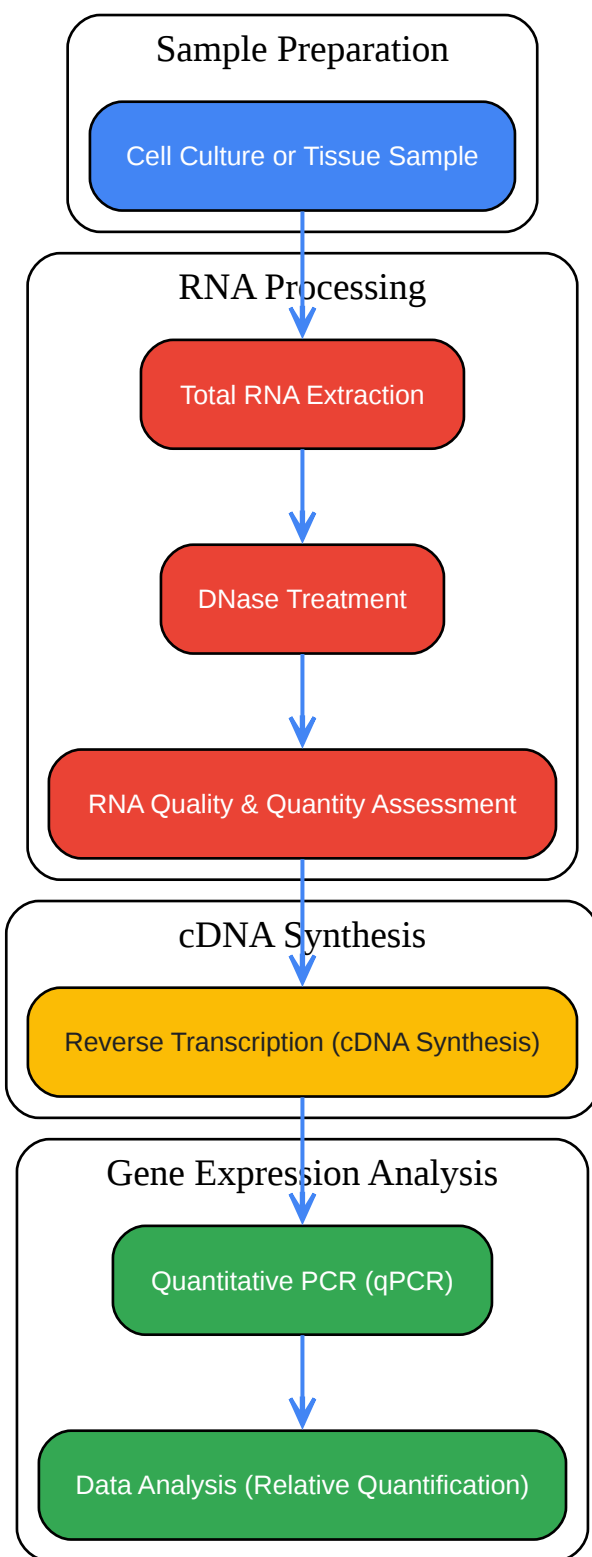 Sample Preparation
Cell Culture or Tissue Sample
RNA Processing
Total RNA Extraction
DNase Treatment
RNA Quality & Quantity Assessment
cDNA Synthesis
Reverse Transcription (cDNA Synthesis)
Gene Expression Analysis
Quantitative PCR (qPCR)
Data Analysis (Relative Quantification)